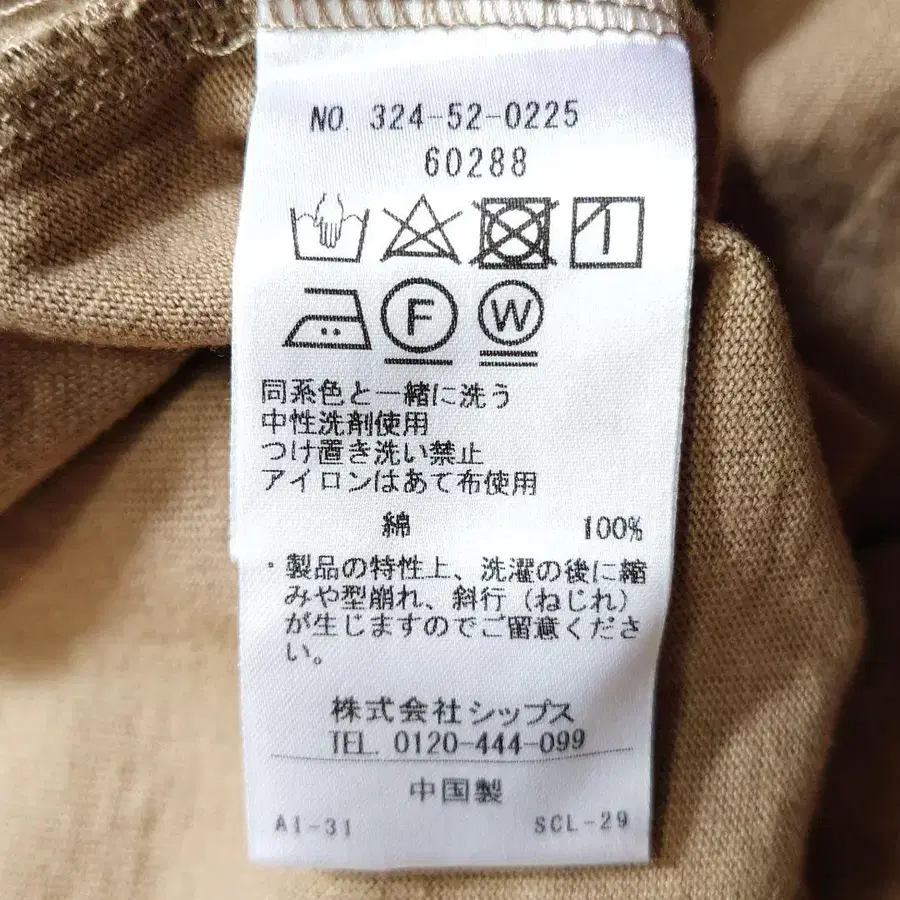 NO. 324-52-0225
60288
F W
同系色と一緒に洗う
中性洗剤使用
つけ置き洗い禁止
アイロンはあて布使用
綿 100%
・製品の特性上、洗濯の後に縮
みや型崩れ、斜行（ねじれ）
が生じますのでご留意くださ
い。
株式会社シップス
TEL. 0120-444-099
中国製
AI-31 SCL-29